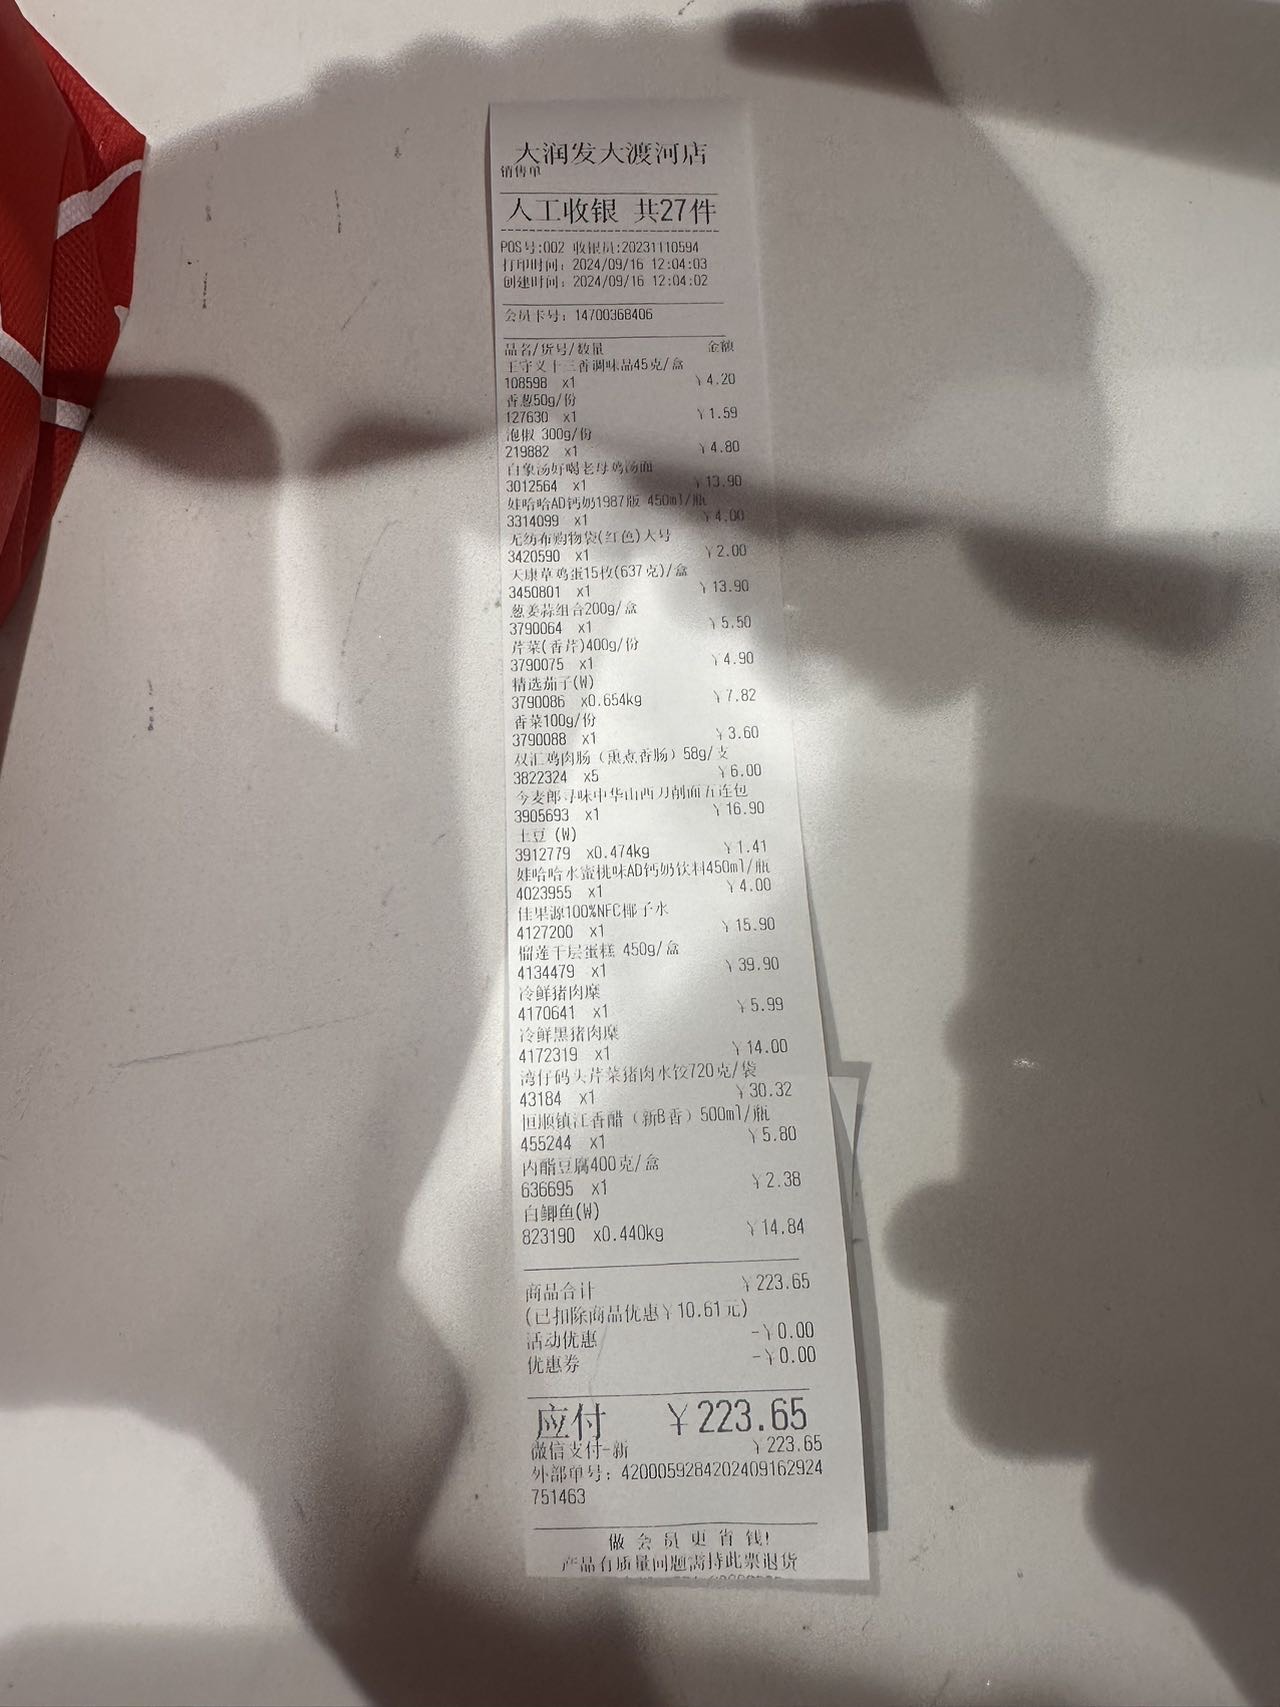 大润发大渡河店
销售单
人工收银 共27件
POS号:002 收银员:20231110594
打印时间: 2024/09/16 12:04:03
创建时间: 2024/09/16 12:04:02
会员卡号: 14700368406
品名/货号/数量 金额
王守义十三香调味品45克/盒
108598 x1 ¥4.20
香葱50g/份
127630 x1 ¥1.59
泡椒 300g/份
219882 x1 ¥4.80
白象汤好喝老母鸡汤面
3012564 x1 ¥13.90
娃哈哈AD钙奶1987版 450ml/瓶
3314099 x1 ¥4.00
无纺布购物袋(红色)大号
3420590 x1 ¥2.00
天康草鸡蛋15枚(637克)/盒
3450801 x1 ¥13.90
葱姜蒜组合200g/盒
3790064 x1 ¥5.50
芹菜(香芹)400g/份
3790075 x1 ¥4.90
精选茄子(W)
3790086 x0.654kg ¥7.82
香菜100g/份
3790088 x1 ¥3.60
双汇鸡肉肠（熏煮香肠）58g/支
3822324 x5 ¥6.00
今麦郎寻味中华山西刀削面五连包
3905693 x1 ¥16.90
土豆 (W)
3912779 x0.474kg ¥1.41
娃哈哈水蜜桃味AD钙奶饮料450ml/瓶
4023955 x1 ¥4.00
佳果源100%NFC椰子水
4127200 x1 ¥15.90
榴莲千层蛋糕 450g/盒
4134479 x1 ¥39.90
冷鲜猪肉糜
4170641 x1 ¥5.99
冷鲜黑猪肉糜
4172319 x1 ¥14.00
湾仔码头芹菜猪肉水饺720克/袋
43184 x1 ¥30.32
恒顺镇江香醋（新B香）500ml/瓶
455244 x1 ¥5.80
内酯豆腐400克/盒
636695 x1 ¥2.38
白鲫鱼(W)
823190 x0.440kg ¥14.84
商品合计 ¥223.65
(已扣除商品优惠¥10.61元)
活动优惠 -¥0.00
优惠券 -¥0.00
应付 ¥223.65
微信支付-新 ¥223.65
外部单号: 4200059284202409162924
751463
做 会 员 更 省 钱!
产品有质量问题需持此票退货